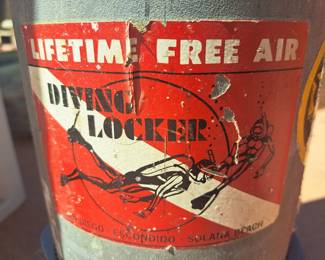 LIFETIME FREE AIR
DIVING
LOCKER
ESCONDIDO - SOLANA BEACH